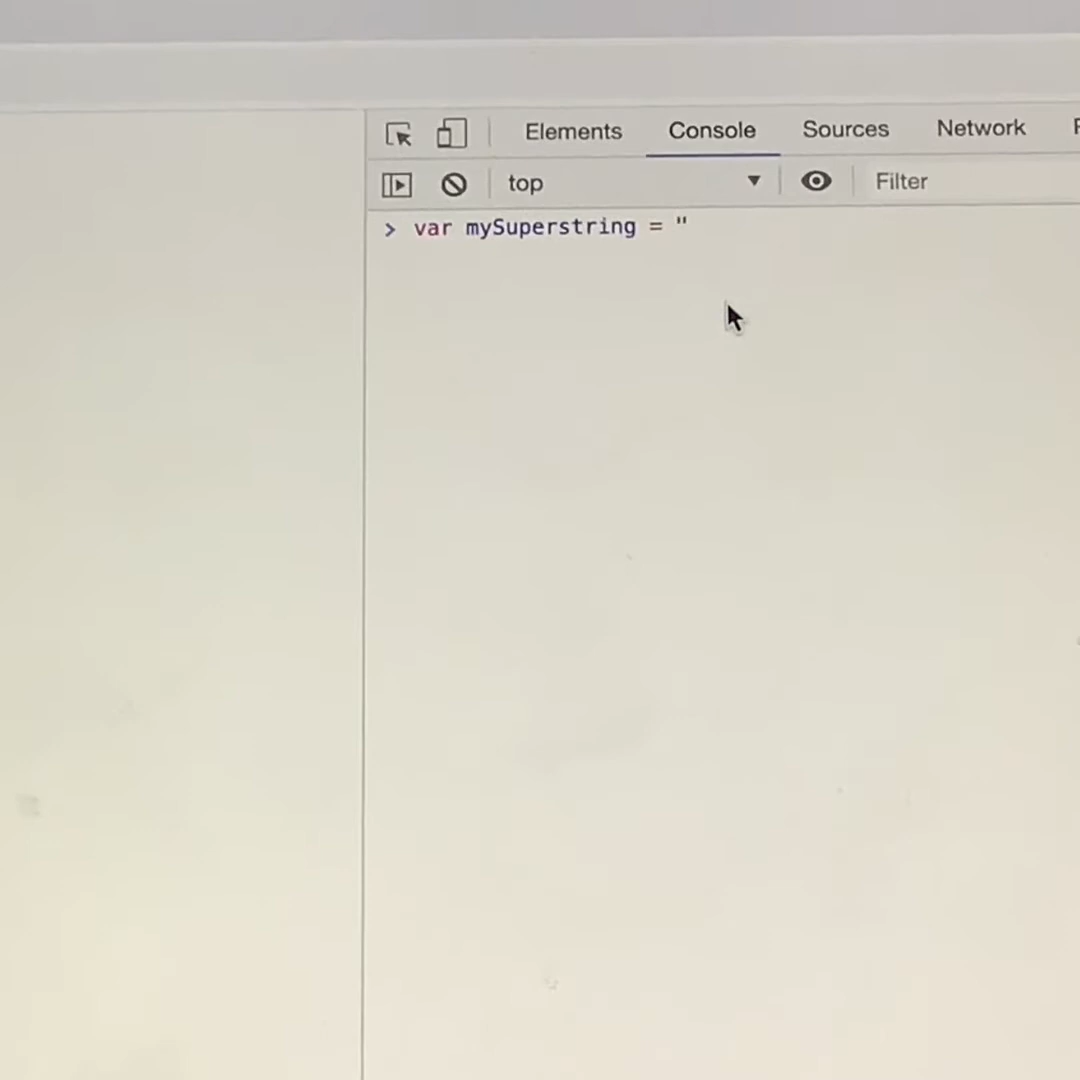 Elements Console Sources Network
top Filter
> var mySuperstring = "